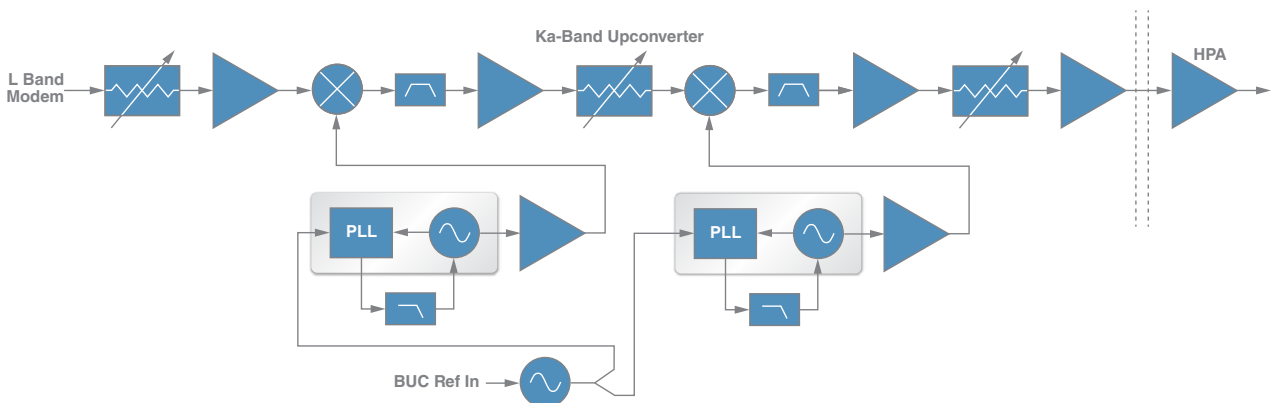 Ka-Band Upconverter
HPA
L Band
Modem
PLL
PLL
BUC Ref In